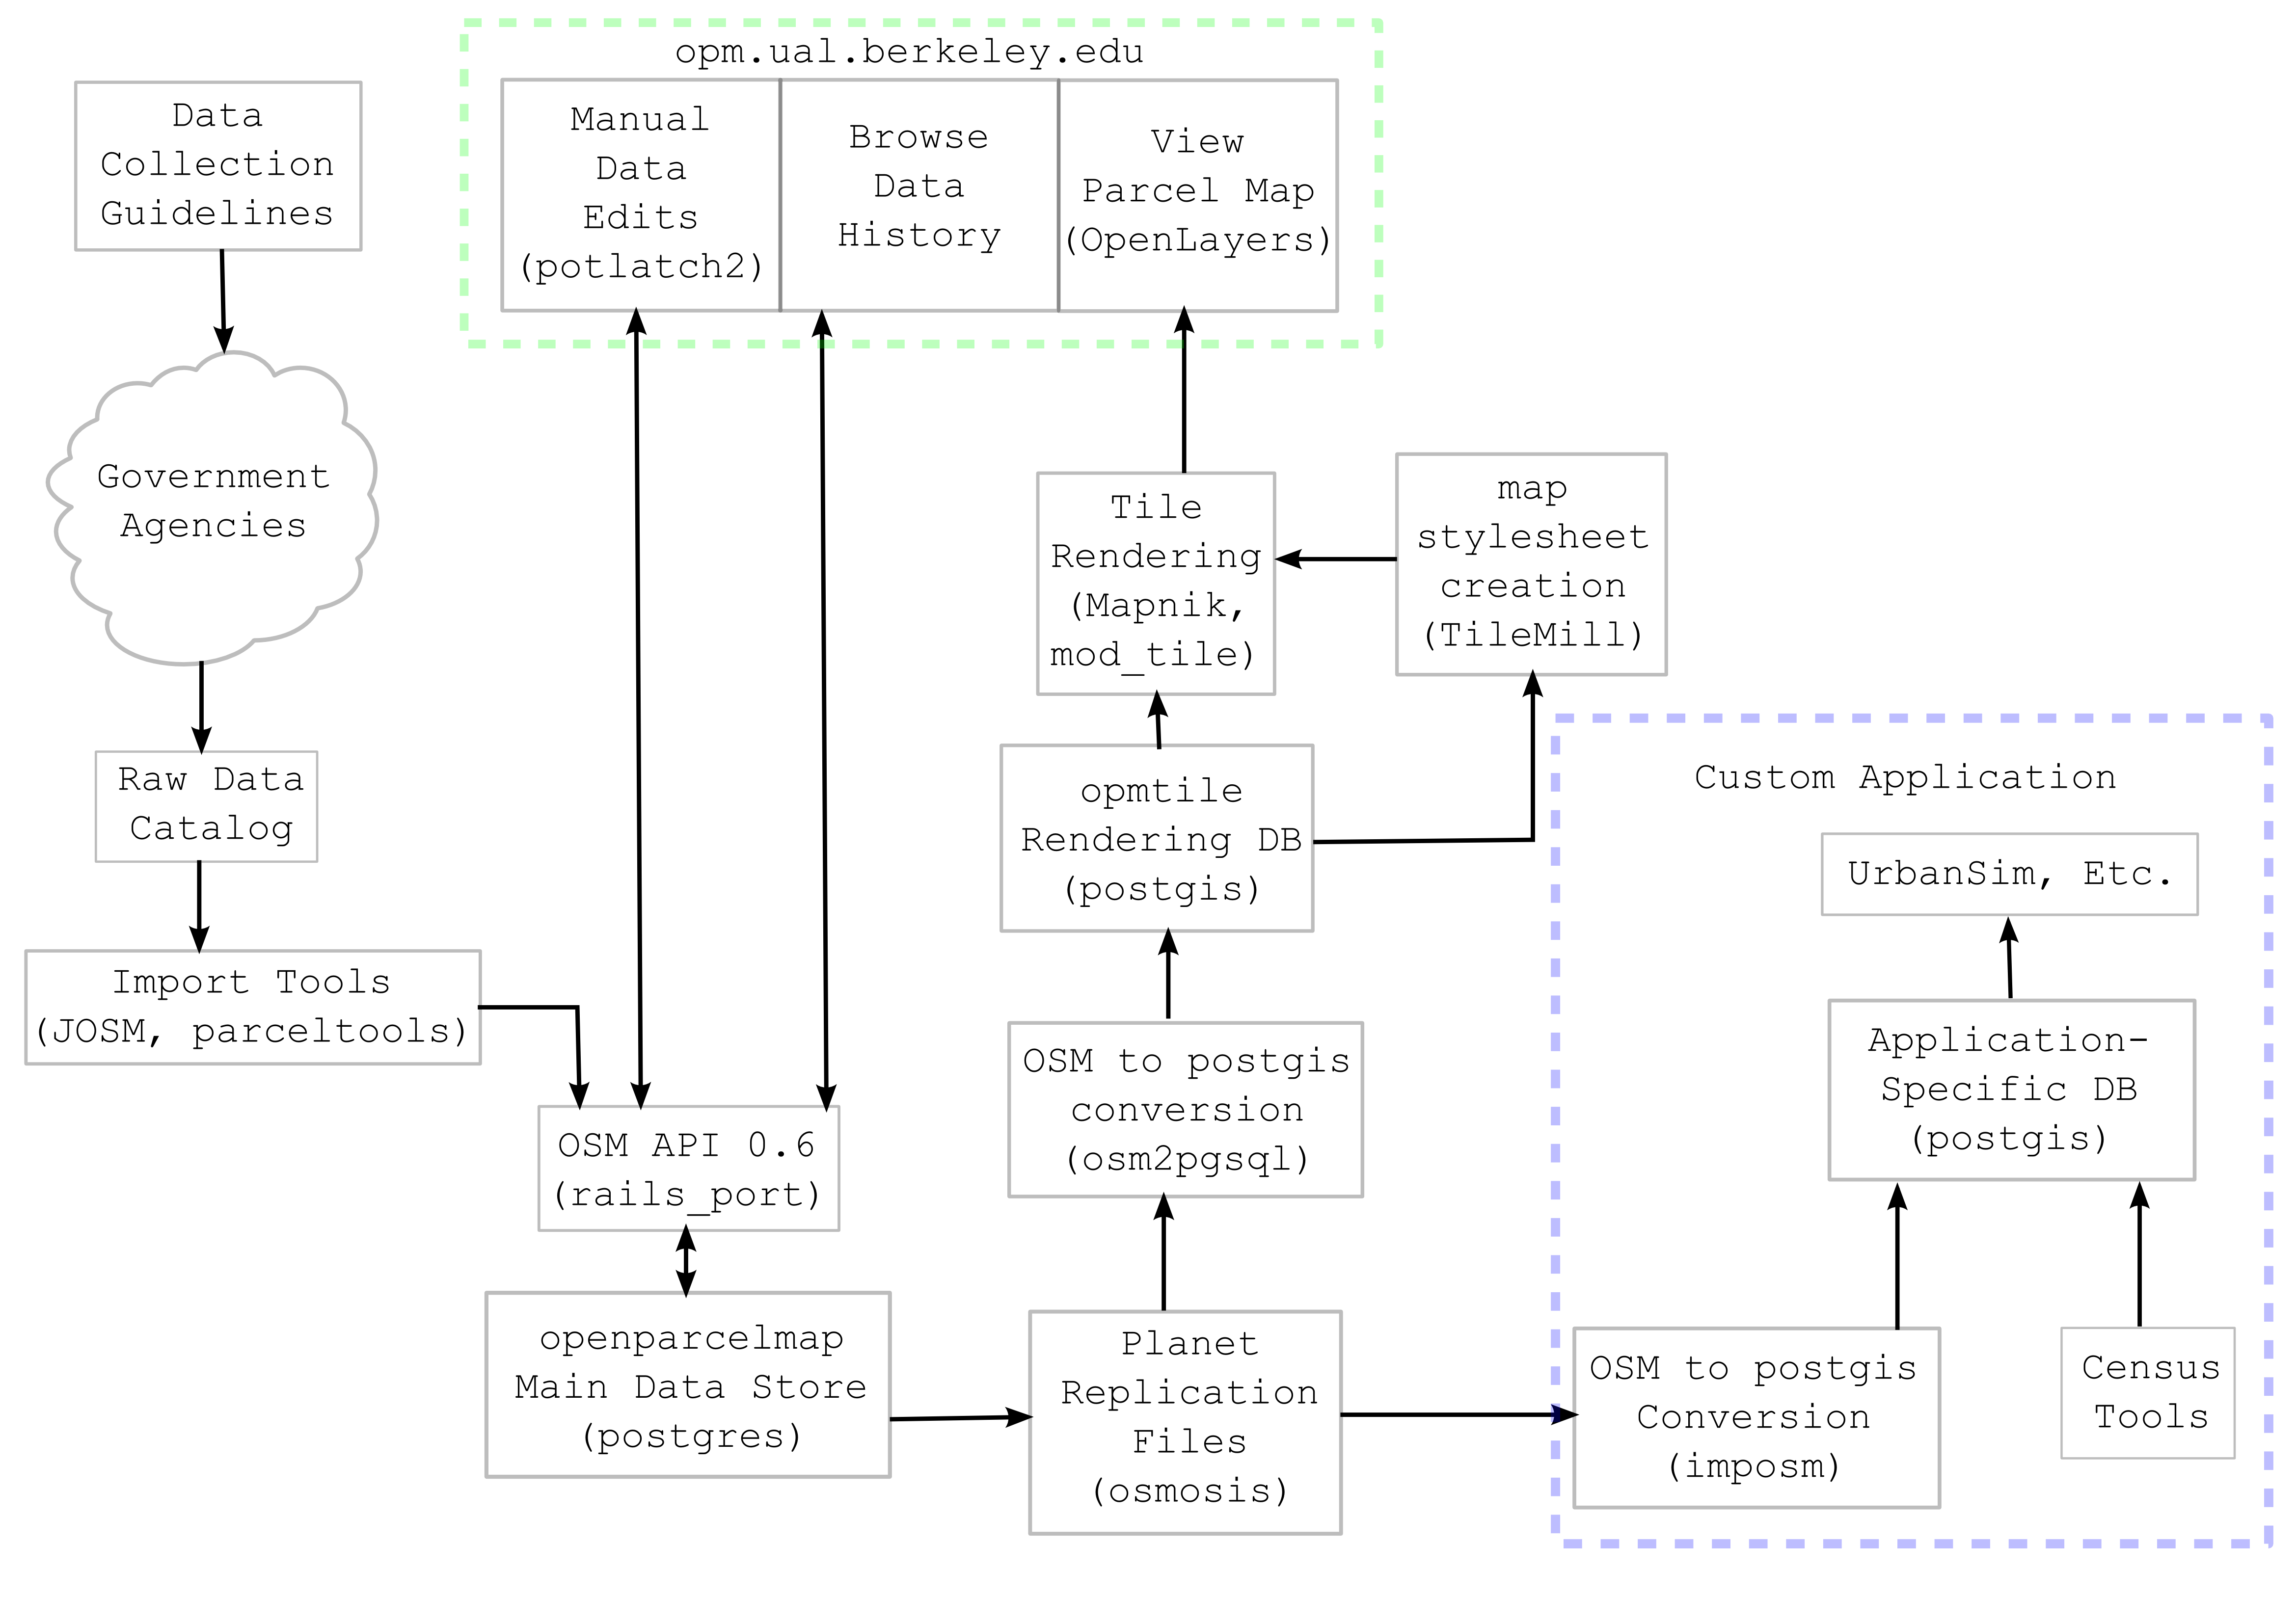 opm.ual.berkeley.edu
Data
Collection
Guidelines
Manual
Data
Edits
(potlatch2)
Browse
Data
History
View
Parcel Map
(OpenLayers)
Government
Agencies
Tile
Rendering
(Mapnik,
mod_tile)
map
stylesheet
creation
(TileMill)
Raw Data
Catalog
opmtile
Rendering DB
(postgis)
Custom Application
UrbanSim, Etc.
Import Tools
(JOSM, parceltools)
OSM to postgis
conversion
(osm2pgsql)
Application-
Specific DB
(postgis)
OSM API 0.6
(rails_port)
openparcelmap
Main Data Store
(postgres)
Planet
Replication
Files
(osmosis)
OSM to postgis
Conversion
(imposm)
Census
Tools